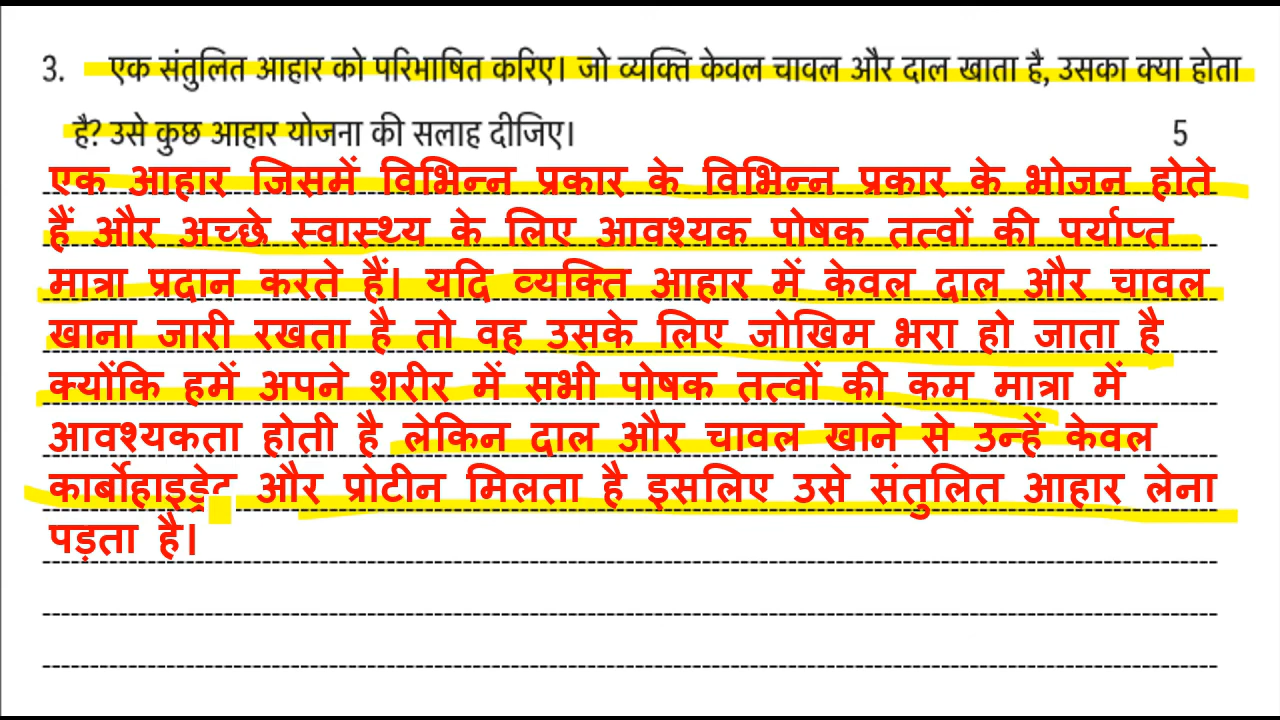 3. एक संतुलित आहार को परिभाषित करिए। जो व्यक्ति केवल चावल और दाल खाता है, उसका क्या होता
है? उसे कुछ आहार योजना की सलाह दीजिए। 5
एक आहार जिसमें विभिन्न प्रकार के विभिन्न प्रकार के भोजन होते
हैं और अच्छे स्वास्थ्य के लिए आवश्यक पोषक तत्वों की पर्याप्त
मात्रा प्रदान करते हैं। यदि व्यक्ति आहार में केवल दाल और चावल
खाना जारी रखता है तो वह उसके लिए जोखिम भरा हो जाता है
क्योंकि हमें अपने शरीर में सभी पोषक तत्वों की कम मात्रा में
आवश्यकता होती है लेकिन दाल और चावल खाने से उन्हें केवल
कार्बोहाइड्रेट और प्रोटीन मिलता है इसलिए उसे संतुलित आहार लेना
पड़ता है।